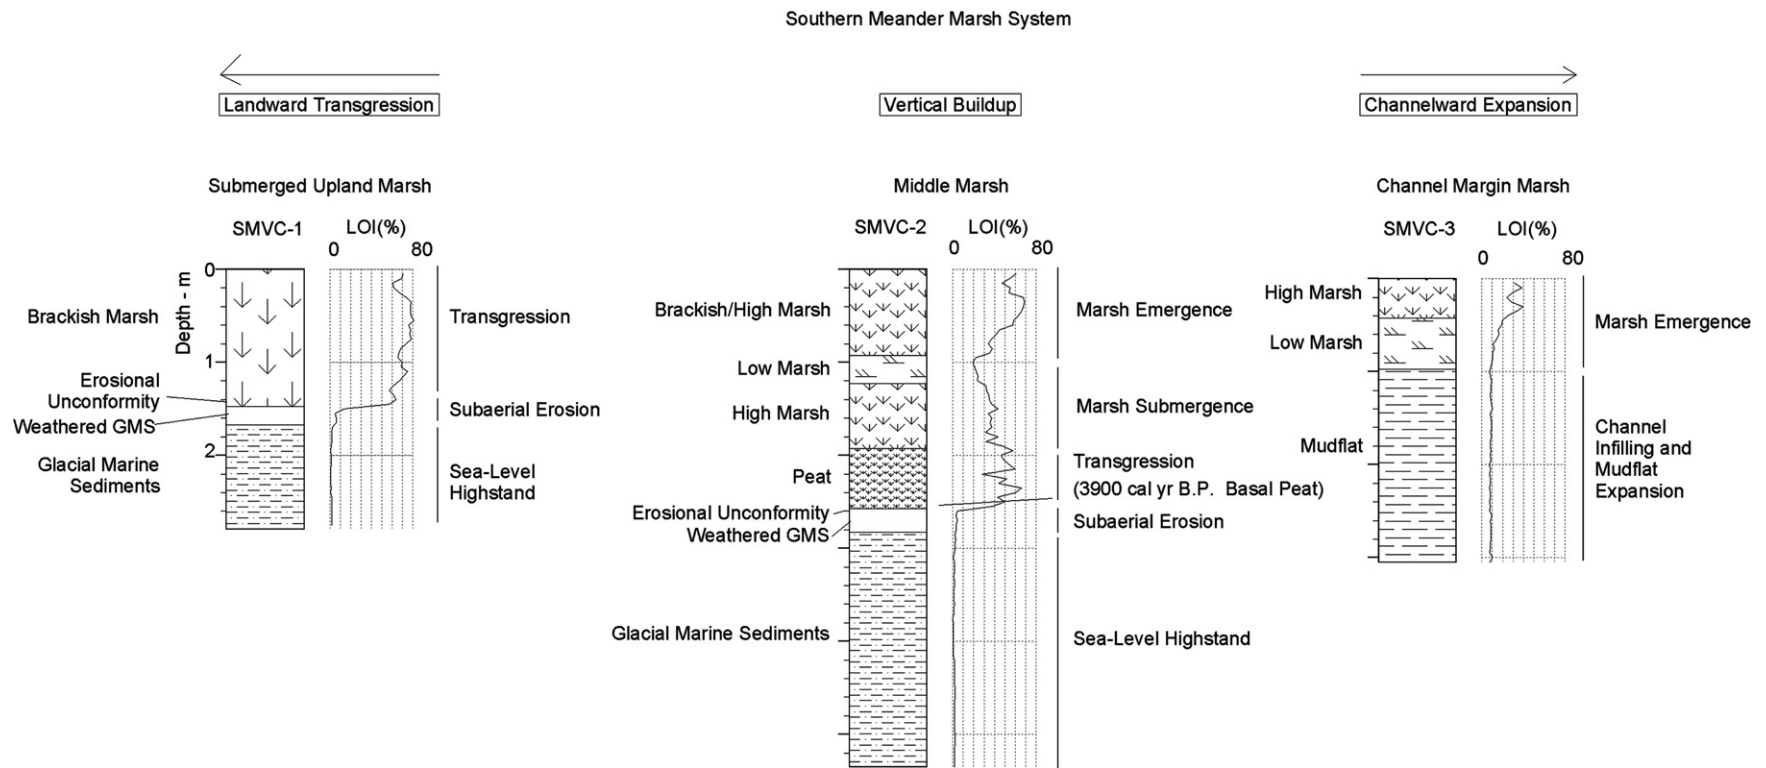 Southern Meander Marsh System
Landward Transgression
Vertical Buildup
Channelward Expansion
Submerged Upland Marsh
SMVC-1
LOI(%)
0
80
Depth - m
0
1
2
Brackish Marsh
Erosional
Unconformity
Weathered GMS
Glacial Marine
Sediments
Transgression
Subaerial Erosion
Sea-Level
Highstand
Middle Marsh
SMVC-2
LOI(%)
0
80
Brackish/High Marsh
Low Marsh
High Marsh
Peat
Erosional Unconformity
Weathered GMS
Glacial Marine Sediments
Marsh Emergence
Marsh Submergence
Transgression
(3900 cal yr B.P. Basal Peat)
Subaerial Erosion
Sea-Level Highstand
Channel Margin Marsh
SMVC-3
LOI(%)
0
80
High Marsh
Low Marsh
Mudflat
Marsh Emergence
Channel
Infilling and
Mudflat
Expansion